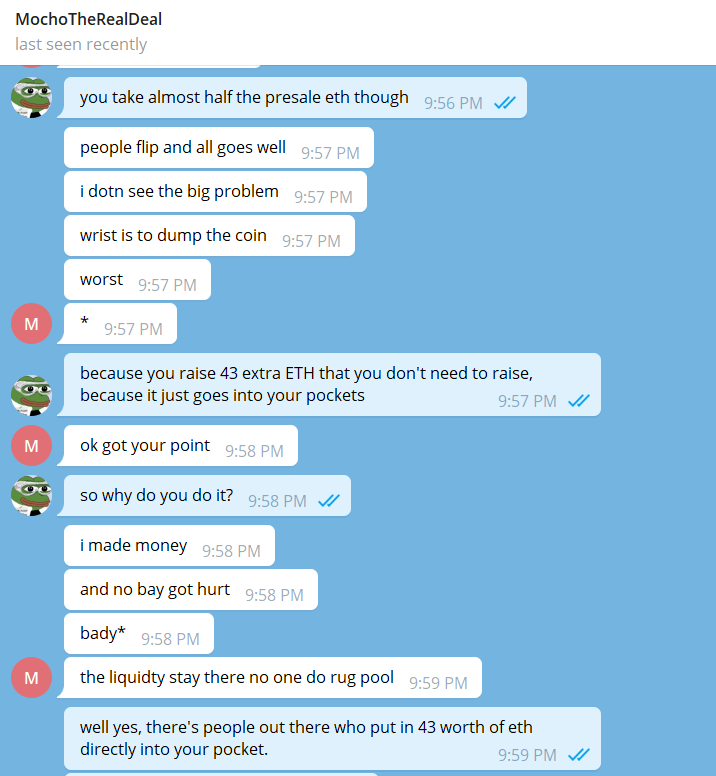 MochoTheRealDeal
last seen recently
you take almost half the presale eth though 9:56 PM
people flip and all goes well 9:57 PM
i dotn see the big problem 9:57 PM
wrist is to dump the coin 9:57 PM
worst 9:57 PM
M * 9:57 PM
because you raise 43 extra ETH that you don't need to raise,
because it just goes into your pockets 9:57 PM
M ok got your point 9:58 PM
so why do you do it? 9:58 PM
i made money 9:58 PM
and no bay got hurt 9:58 PM
bady* 9:58 PM
M the liquidty stay there no one do rug pool 9:59 PM
well yes, there's people out there who put in 43 worth of eth
directly into your pocket. 9:59 PM